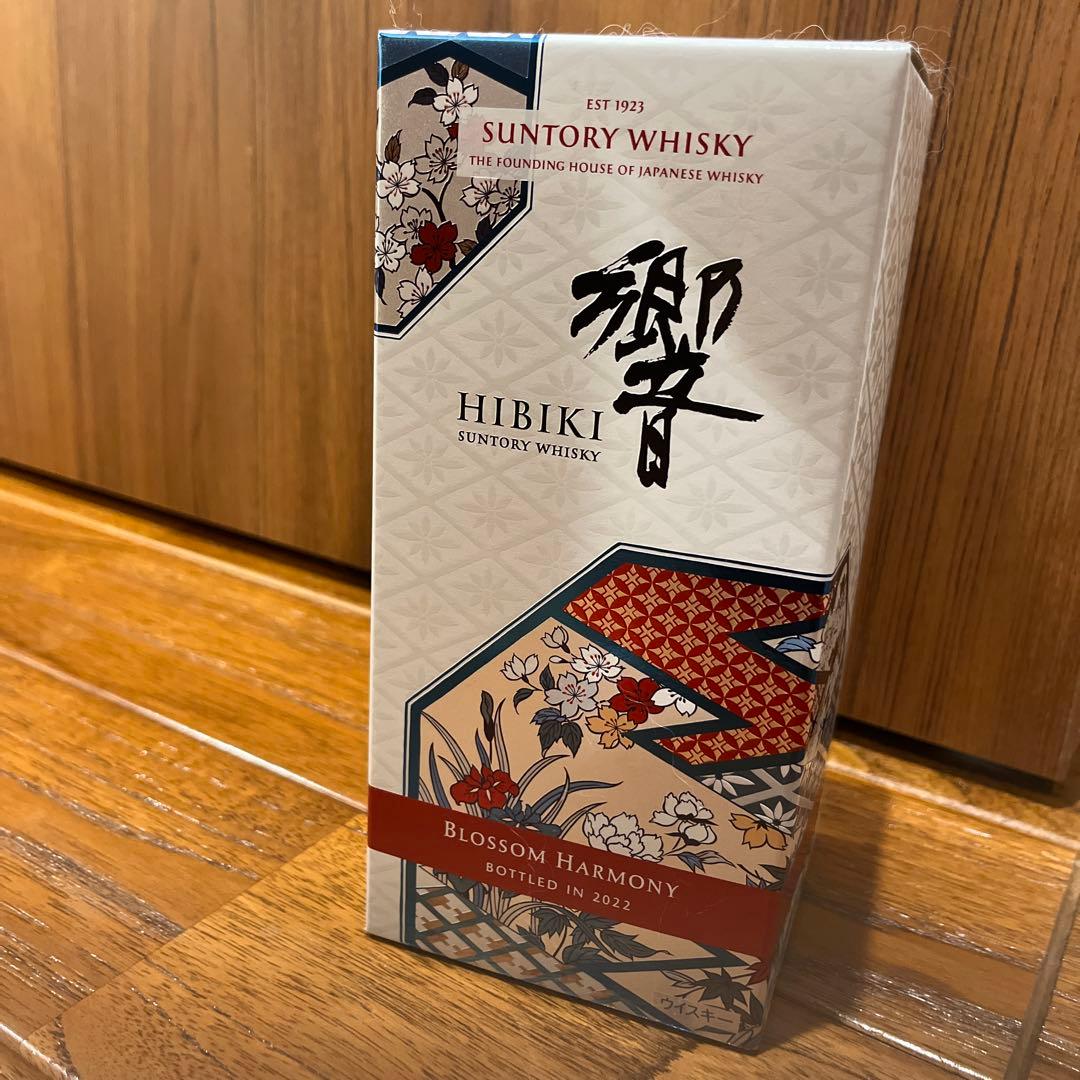 EST 1923
SUNTORY WHISKY
THE FOUNDING HOUSE OF JAPANESE WHISKY
響
HIBIKI
SUNTORY WHISKY
BLOSSOM HARMONY
BOTTLED IN 2022
ウイスキー